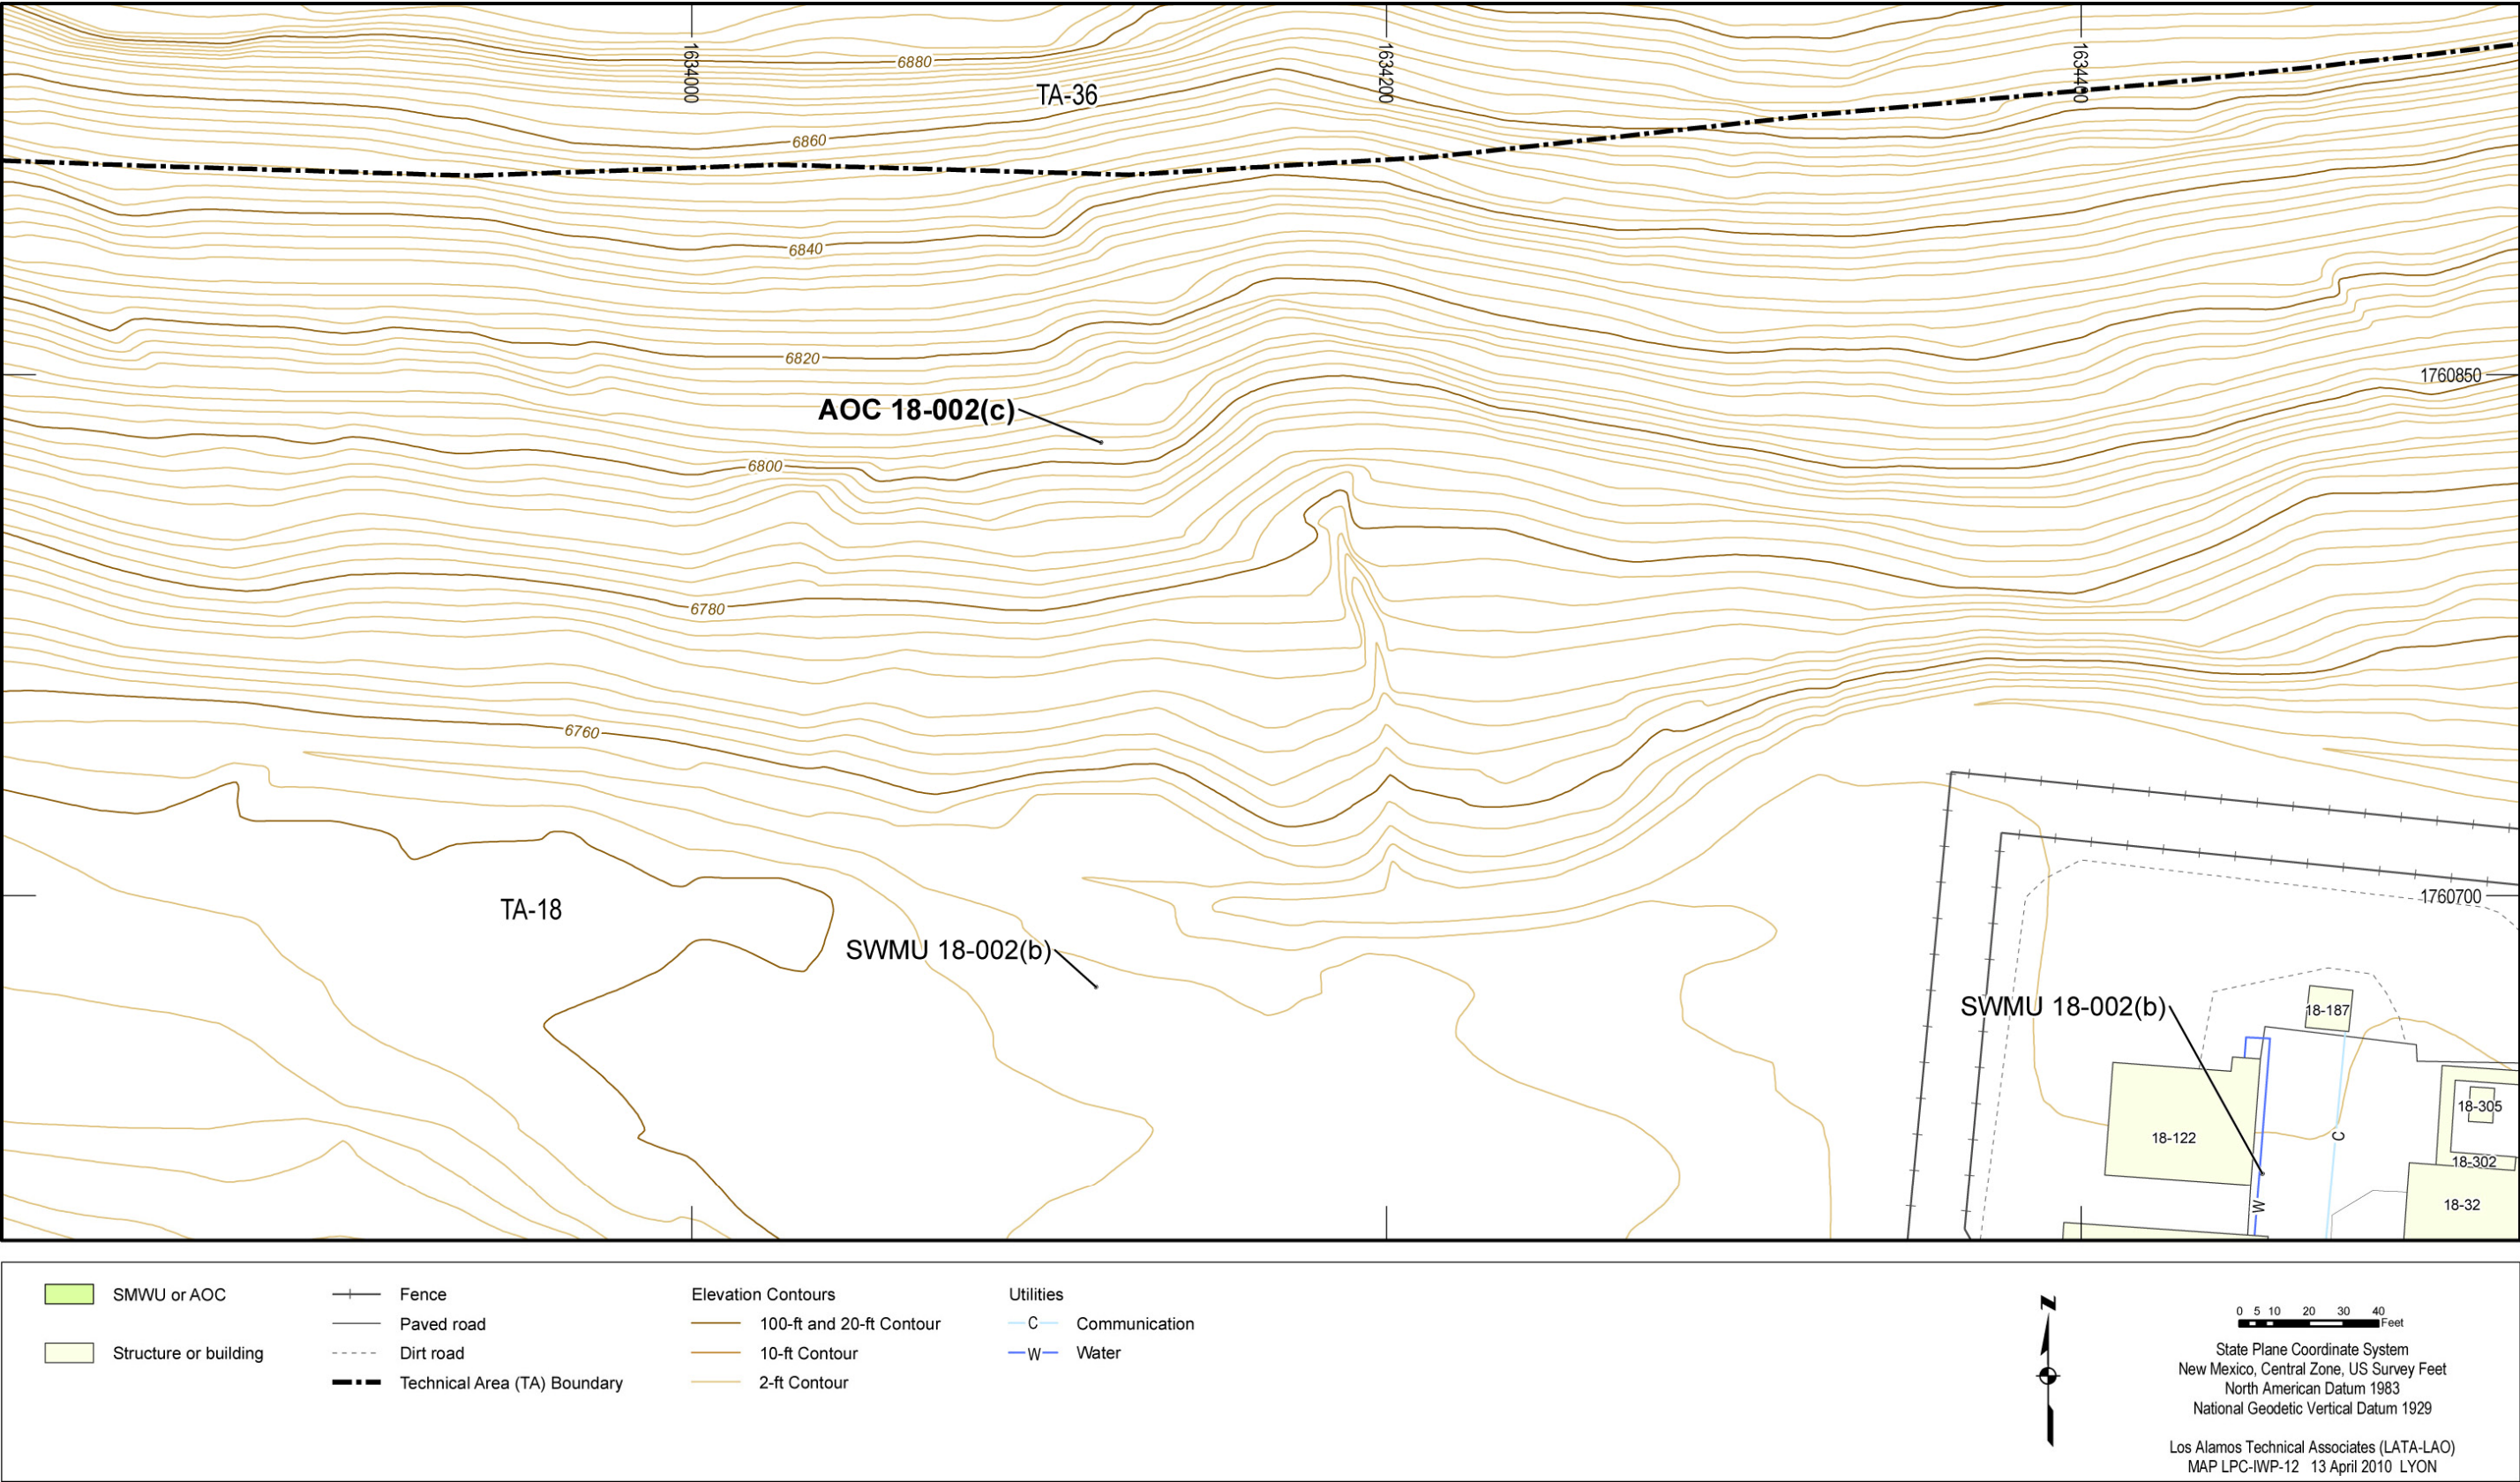 1634000
1634200
1634400
6880
TA-36
6860
6840
6820
1760850
AOC 18-002(c)
6800
6780
6760
1760700
TA-18
SWMU 18-002(b)
SWMU 18-002(b)
18-187
18-305
18-122
C
18-302
18-32
W
SMWU or AOC
Structure or building
Fence
Paved road
Dirt road
Technical Area (TA) Boundary
Elevation Contours
100-ft and 20-ft Contour
10-ft Contour
2-ft Contour
Utilities
C Communication
W Water
N
0 5 10 20 30 40
Feet
State Plane Coordinate System
New Mexico, Central Zone, US Survey Feet
North American Datum 1983
National Geodetic Vertical Datum 1929
Los Alamos Technical Associates (LATA-LAO)
MAP LPC-IWP-12 13 April 2010 LYON